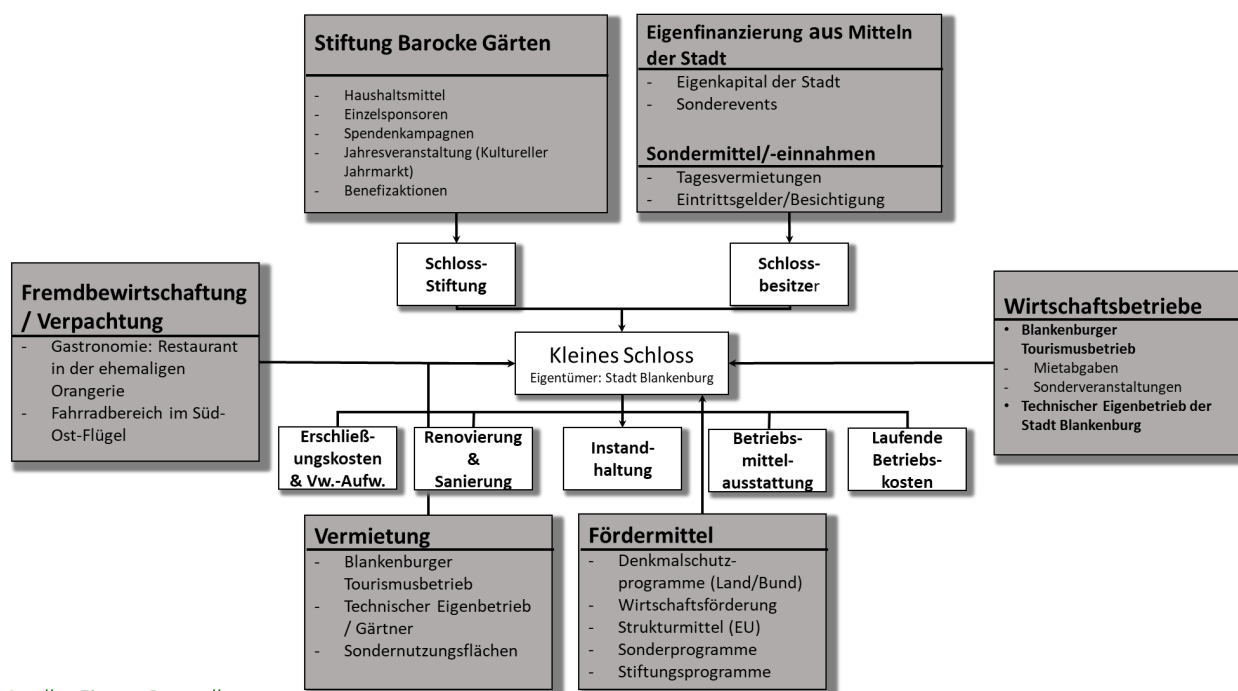 Stiftung Barocke Gärten
- Haushaltsmittel
- Einzelsponsoren
- Spendenkampagnen
- Jahresveranstaltung (Kultureller
Jahrmarkt)
- Benefizaktionen
Eigenfinanzierung aus Mitteln
der Stadt
- Eigenkapital der Stadt
- Sonderevents
Sondermittel/-einnahmen
- Tagesvermietungen
- Eintrittsgelder/Besichtigung
Schloss-
Stiftung
Schloss-
besitzer
Fremdbewirtschaftung
/ Verpachtung
- Gastronomie: Restaurant
in der ehemaligen
Orangerie
- Fahrradbereich im Süd-
Ost-Flügel
Kleines Schloss
Eigentümer: Stadt Blankenburg
Wirtschaftsbetriebe
• Blankenburger
Tourismusbetrieb
- Mietabgaben
- Sonderveranstaltungen
• Technischer Eigenbetrieb der
Stadt Blankenburg
Erschließ-
ungskosten
& Vw.-Aufw.
Renovierung
&
Sanierung
Instand-
haltung
Betriebs-
mittel-
ausstattung
Laufende
Betriebs-
kosten
Vermietung
- Blankenburger
Tourismusbetrieb
- Technischer Eigenbetrieb
/ Gärtner
- Sondernutzungsflächen
Fördermittel
- Denkmalschutz-
programme (Land/Bund)
- Wirtschaftsförderung
- Strukturmittel (EU)
- Sonderprogramme
- Stiftungsprogramme